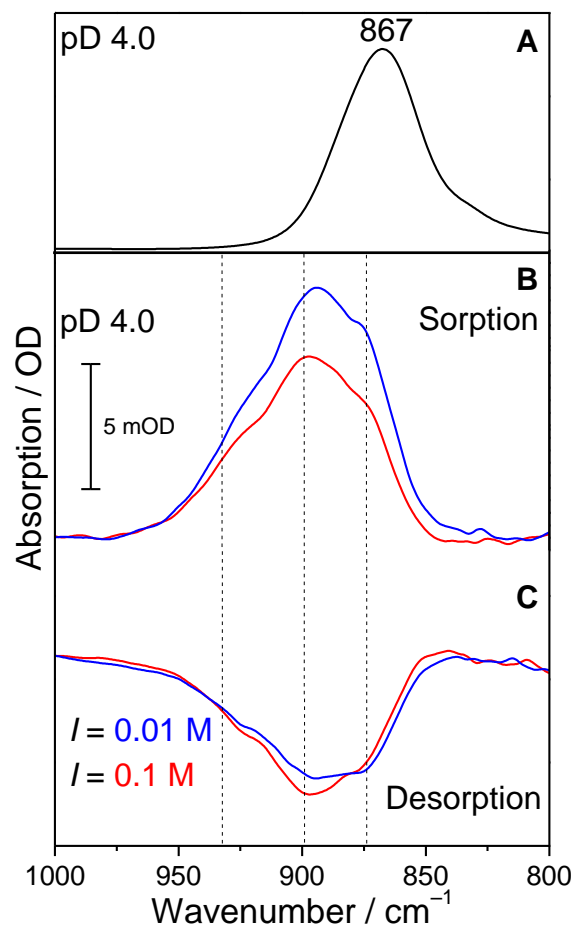 pD 4.0
867
A
B
pD 4.0
Sorption
5 mOD
Absorption / OD
C
I = 0.01 M
I = 0.1 M
Desorption
1000 950 900 850 800
Wavenumber / cm⁻¹